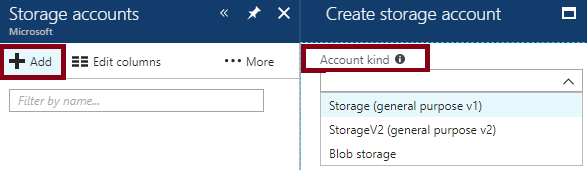 Storage accounts
Microsoft
Add
Edit columns
More
Filter by name...
Create storage account
Account kind
Storage (general purpose v1)
StorageV2 (general purpose v2)
Blob storage